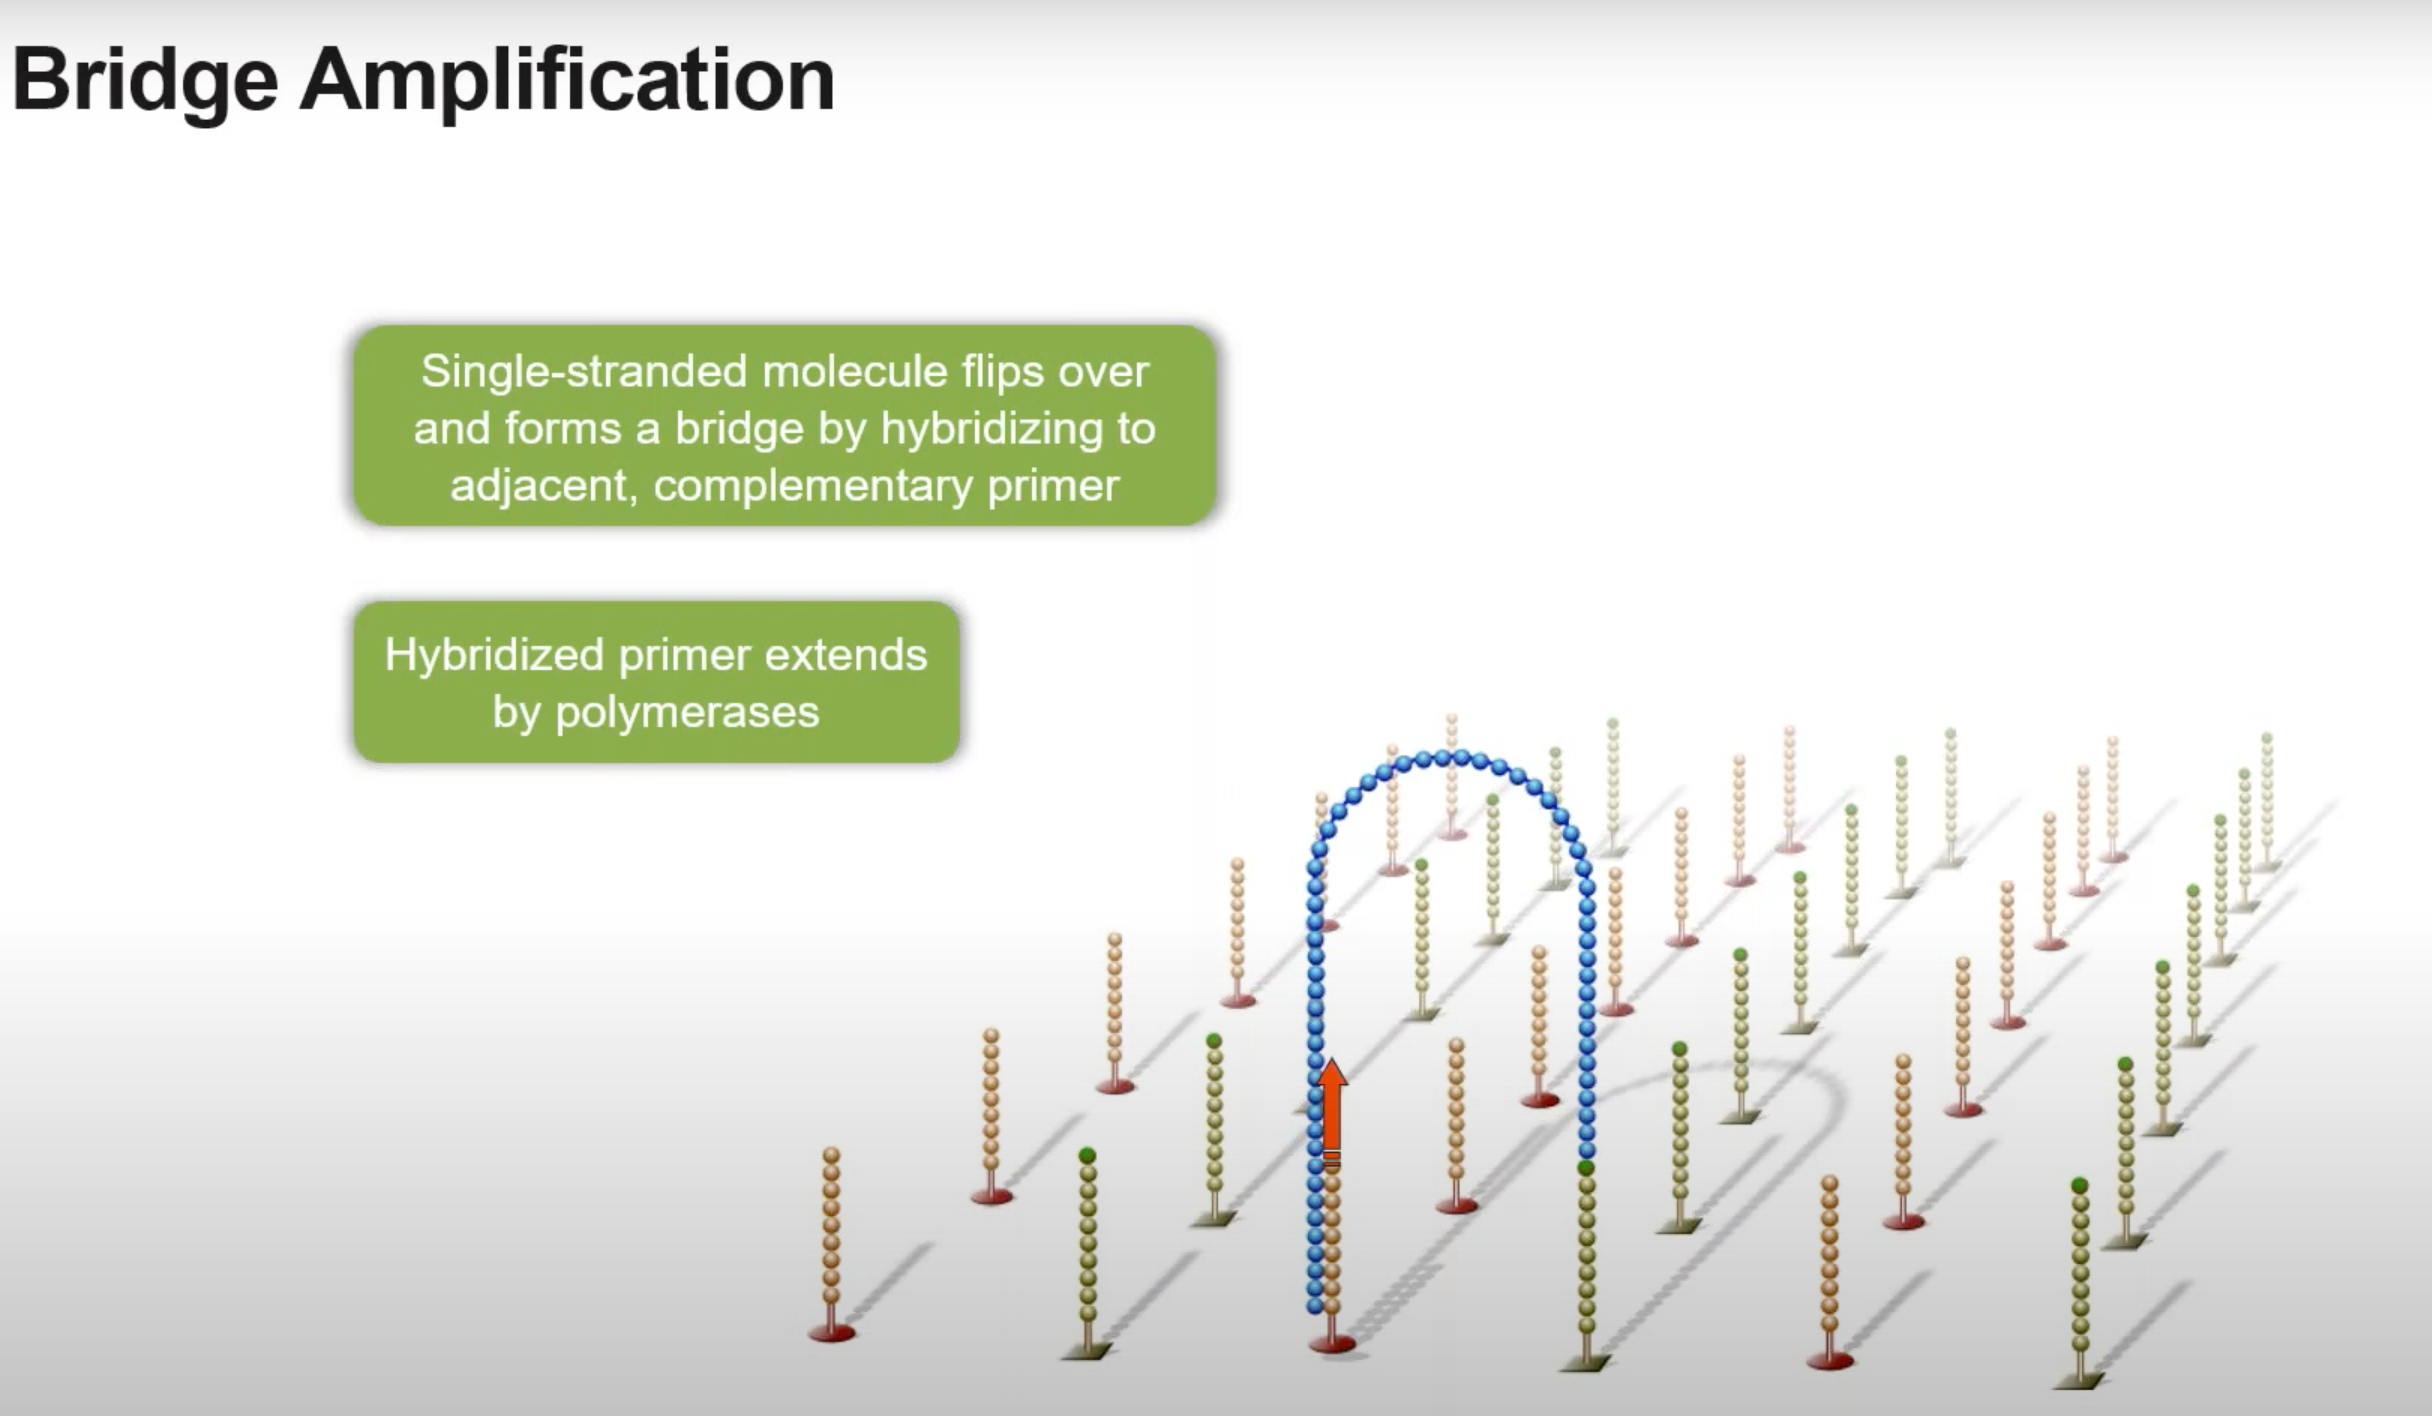 Bridge Amplification
Single-stranded molecule flips over
and forms a bridge by hybridizing to
adjacent, complementary primer
Hybridized primer extends
by polymerases